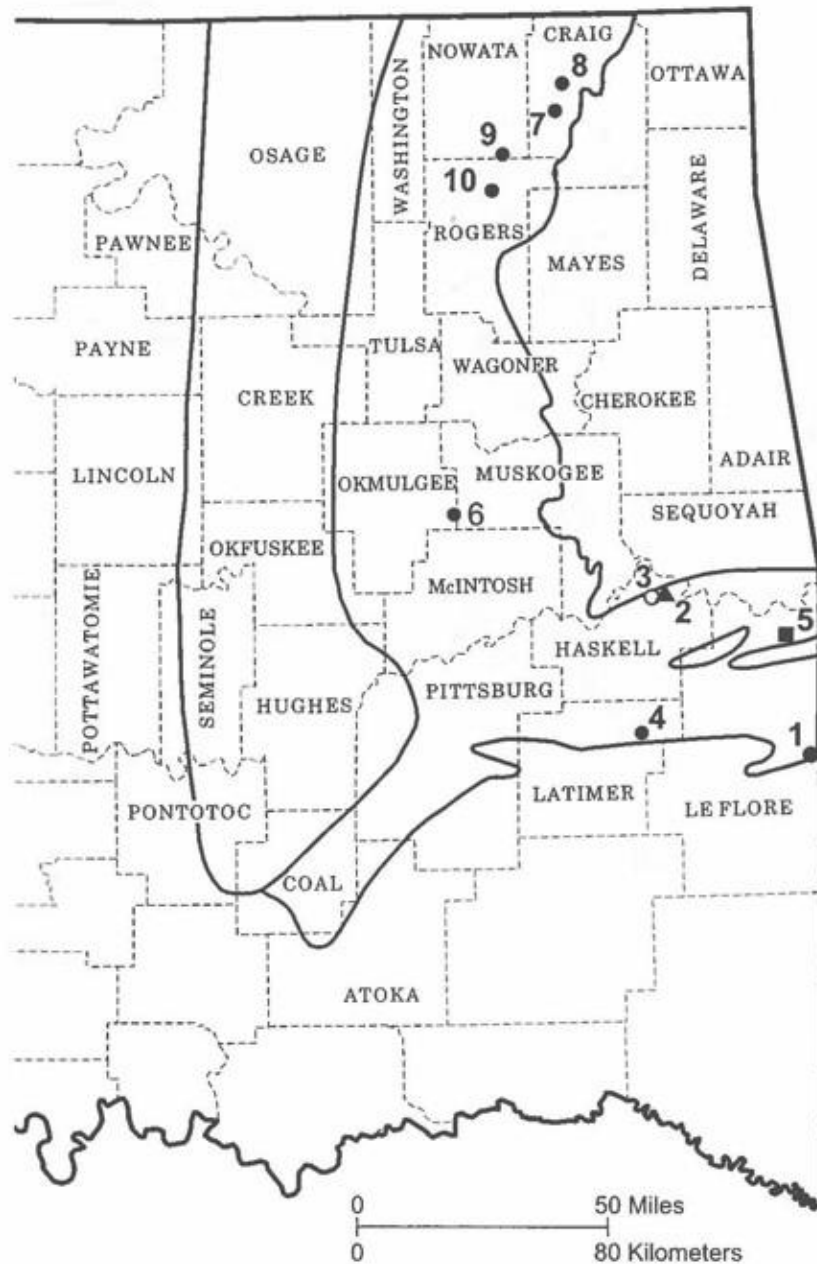 CRAIG
NOWATA
8
OTTAWA
7
WASHINGTON
9
OSAGE
10
DELAWARE
ROGERS
PAWNEE
MAYES
TULSA
PAYNE
WAGONER
CREEK
CHEROKEE
ADAIR
LINCOLN
OKMULGEE
MUSKOGEE
SEQUOYAH
6
OKFUSKEE
3
McINTOSH
2
5
HASKELL
POTTAWATOMIE
SEMINOLE
HUGHES
PITTSBURG
4
1
LATIMER
LE FLORE
PONTOTOC
COAL
ATOKA
0 50 Miles
0 80 Kilometers